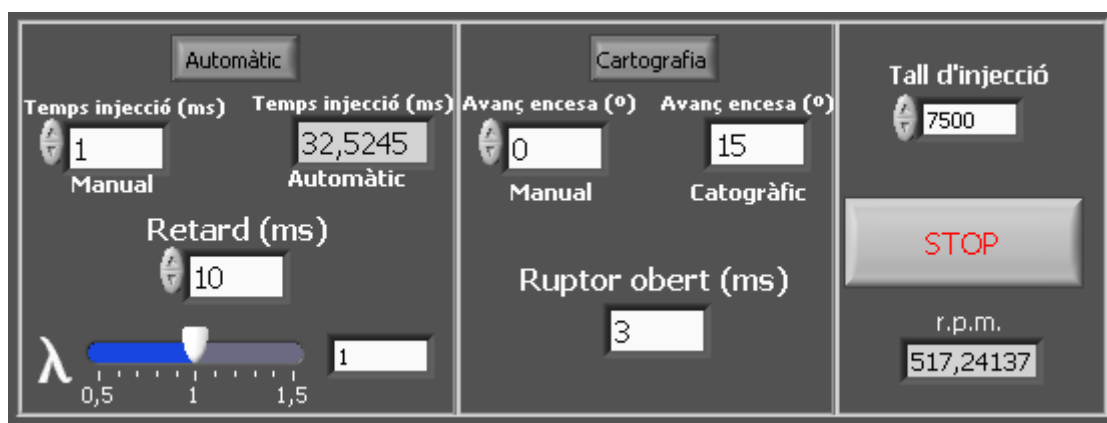 Automàtic
Temps injecció (ms)
1
Manual
Temps injecció (ms)
32,5245
Automàtic
Retard (ms)
10
λ
0,5 1 1,5
1
Cartografia
Avanç encesa (º)
0
Manual
Avanç encesa (º)
15
Catogràfic
Ruptor obert (ms)
3
Tall d'injecció
7500
STOP
r.p.m.
517,24137